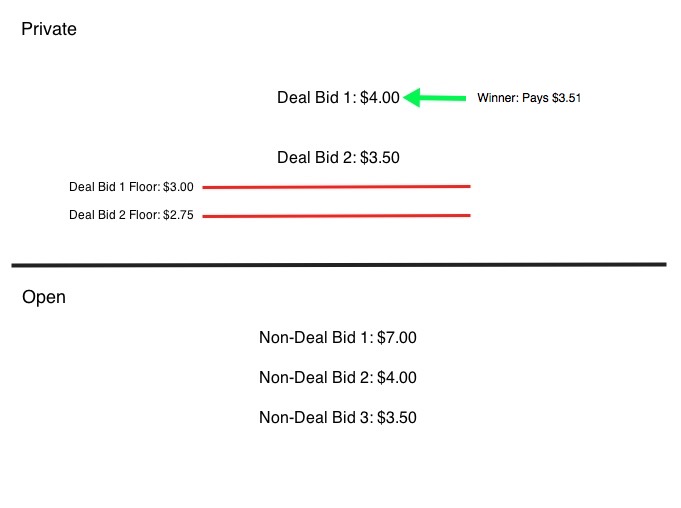 Private
Deal Bid 1: $4.00
Winner: Pays $3.51
Deal Bid 2: $3.50
Deal Bid 1 Floor: $3.00
Deal Bid 2 Floor: $2.75
Open
Non-Deal Bid 1: $7.00
Non-Deal Bid 2: $4.00
Non-Deal Bid 3: $3.50